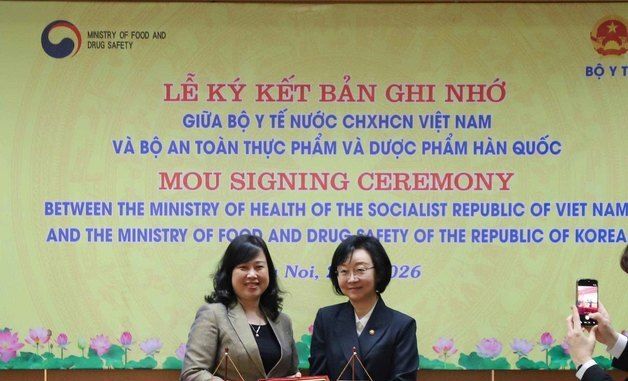 MINISTRY OF FOOD AND
DRUG SAFETY
BỘ Y T
LỄ KÝ KẾT BẢN GHI NHỚ
GIỮA BỘ Y TẾ NƯỚC CHXHCN VIỆT NAM
VÀ BỘ AN TOÀN THỰC PHẨM VÀ DƯỢC PHẨM HÀN QUỐC
MOU SIGNING CEREMONY
BETWEEN THE MINISTRY OF HEALTH OF THE SOCIALIST REPUBLIC OF VIET NAM
AND THE MINISTRY OF FOOD AND DRUG SAFETY OF THE REPUBLIC OF KOREA
Noi, 2026